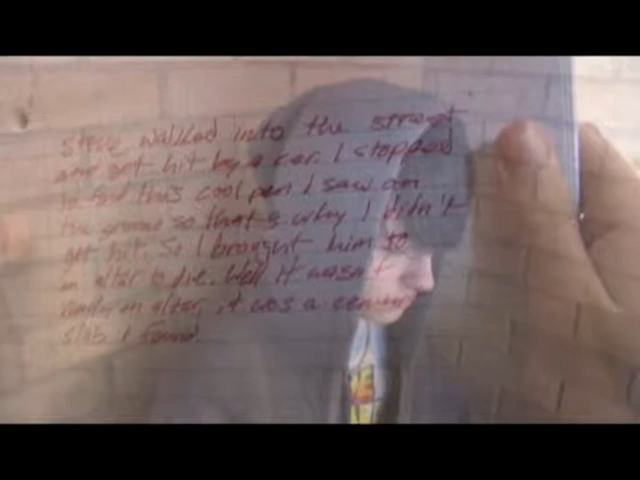 Steve walked into the street
and got hit by a car. I stopped
to find this cool pen I saw on
the ground so that's why I didn't
get hit. So I brought him to
an alter to die. Well it wasn't
really an alter, it was a cement
slab I found